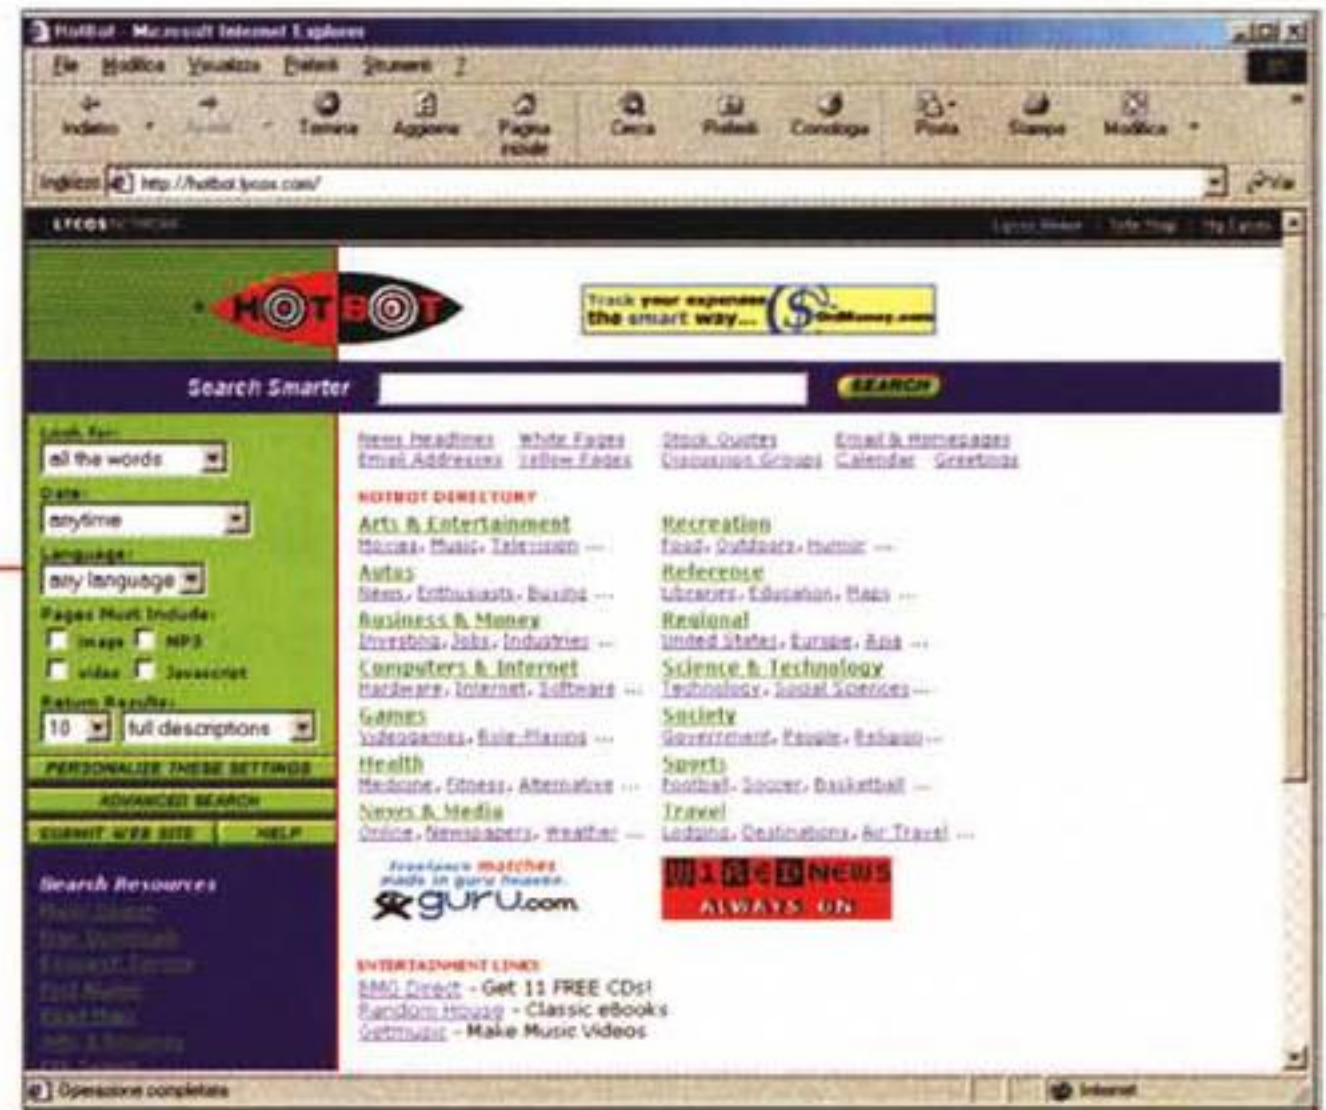 HotBot - Microsoft Internet Explorer
File Modifica Visualizza Preferiti Strumenti ?
Indietro Avanti Termina Aggiorna Pagina iniziale Cerca Preferiti Cronologia Posta Stampa Modifica
Indirizzo http://hotbot.lycos.com/ Vai
LYCOS NETWORK Lycos Home Site Map My Lycos
HOTBOT
Track your expenses
the smart way...
Search Smarter SEARCH
Look for:
all the words
Date:
anytime
Language:
any language
Pages Must Include:
image MP3
video Javascript
Return Results:
10 full descriptions
PERSONALIZE THESE SETTINGS
ADVANCED SEARCH
SUBMIT WEB SITE HELP
Search Resources
News Headlines White Pages Stock Quotes Email & Homepages
Email Addresses Yellow Pages Discussion Groups Calendar Greetings
HOTBOT DIRECTORY
Arts & Entertainment
Movies, Music, Television ...
Autos
News, Enthusiasts, Buying ...
Business & Money
Investing, Jobs, Industries ...
Computers & Internet
Hardware, Internet, Software ...
Games
Videogames, Role-Playing ...
Health
Medicine, Fitness, Alternative ...
News & Media
Online, Newspapers, Weather ...
Recreation
Food, Outdoors, Humor ...
Reference
Libraries, Education, Maps ...
Regional
United States, Europe, Asia ...
Science & Technology
Technology, Social Sciences...
Society
Government, People, Religion...
Sports
Football, Soccer, Basketball ...
Travel
Lodging, Destinations, Air Travel ...
freelance matches
made in guru heaven.
guru.com
WIRED NEWS
ALWAYS ON
ENTERTAINMENT LINKS
BMG Direct - Get 11 FREE CDs!
Random House - Classic eBooks
Getmusic - Make Music Videos
Operazione completata Internet